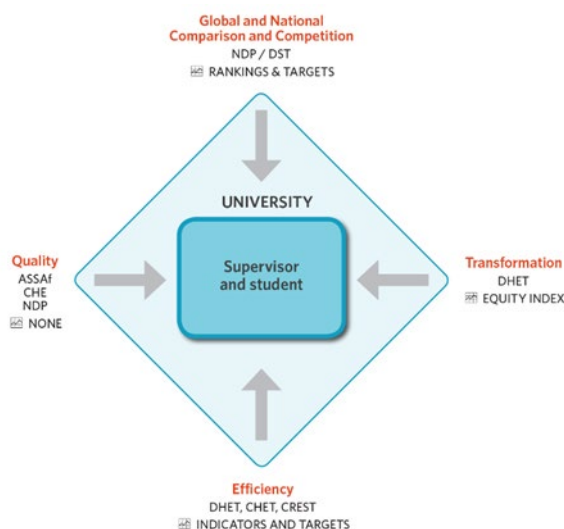 Global and National
Comparison and Competition
NDP / DST
RANKINGS & TARGETS
UNIVERSITY
Supervisor
and student
Quality
ASSAf
CHE
NDP
NONE
Transformation
DHET
EQUITY INDEX
Efficiency
DHET, CHET, CREST
INDICATORS AND TARGETS